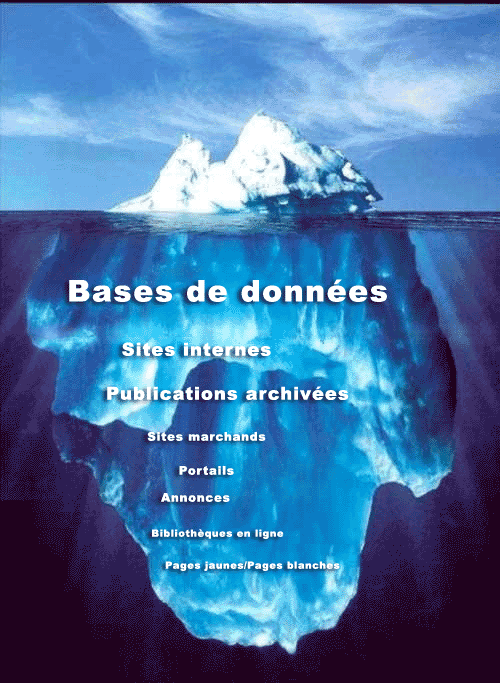 Bases de données
Sites internes
Publications archivées
Sites marchands
Portails
Annonces
Bibliothèques en ligne
Pages jaunes/Pages blanches